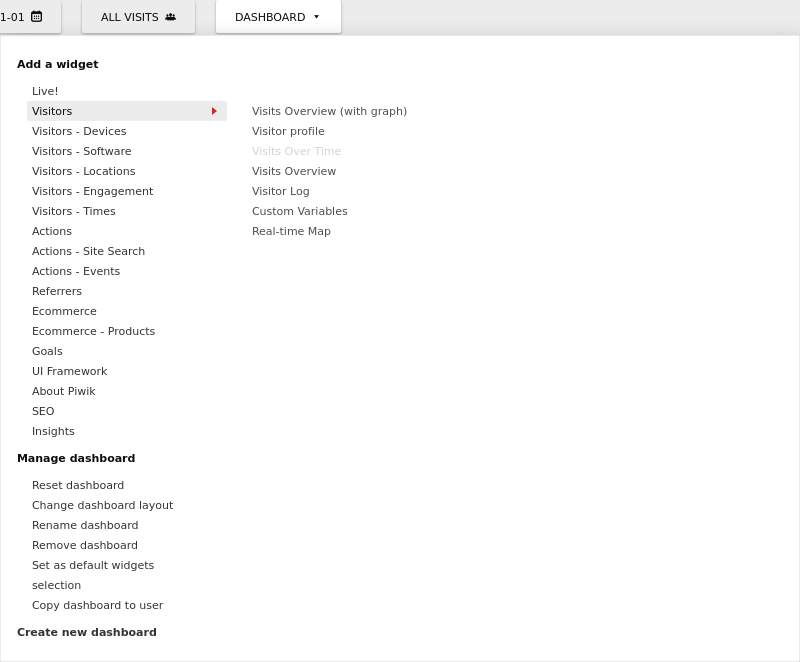 1-01
ALL VISITS
DASHBOARD
Add a widget
Live!
Visitors
Visitors - Devices
Visitors - Software
Visitors - Locations
Visitors - Engagement
Visitors - Times
Actions
Actions - Site Search
Actions - Events
Referrers
Ecommerce
Ecommerce - Products
Goals
UI Framework
About Piwik
SEO
Insights
Visits Overview (with graph)
Visitor profile
Visits Over Time
Visits Overview
Visitor Log
Custom Variables
Real-time Map
Manage dashboard
Reset dashboard
Change dashboard layout
Rename dashboard
Remove dashboard
Set as default widgets
selection
Copy dashboard to user
Create new dashboard